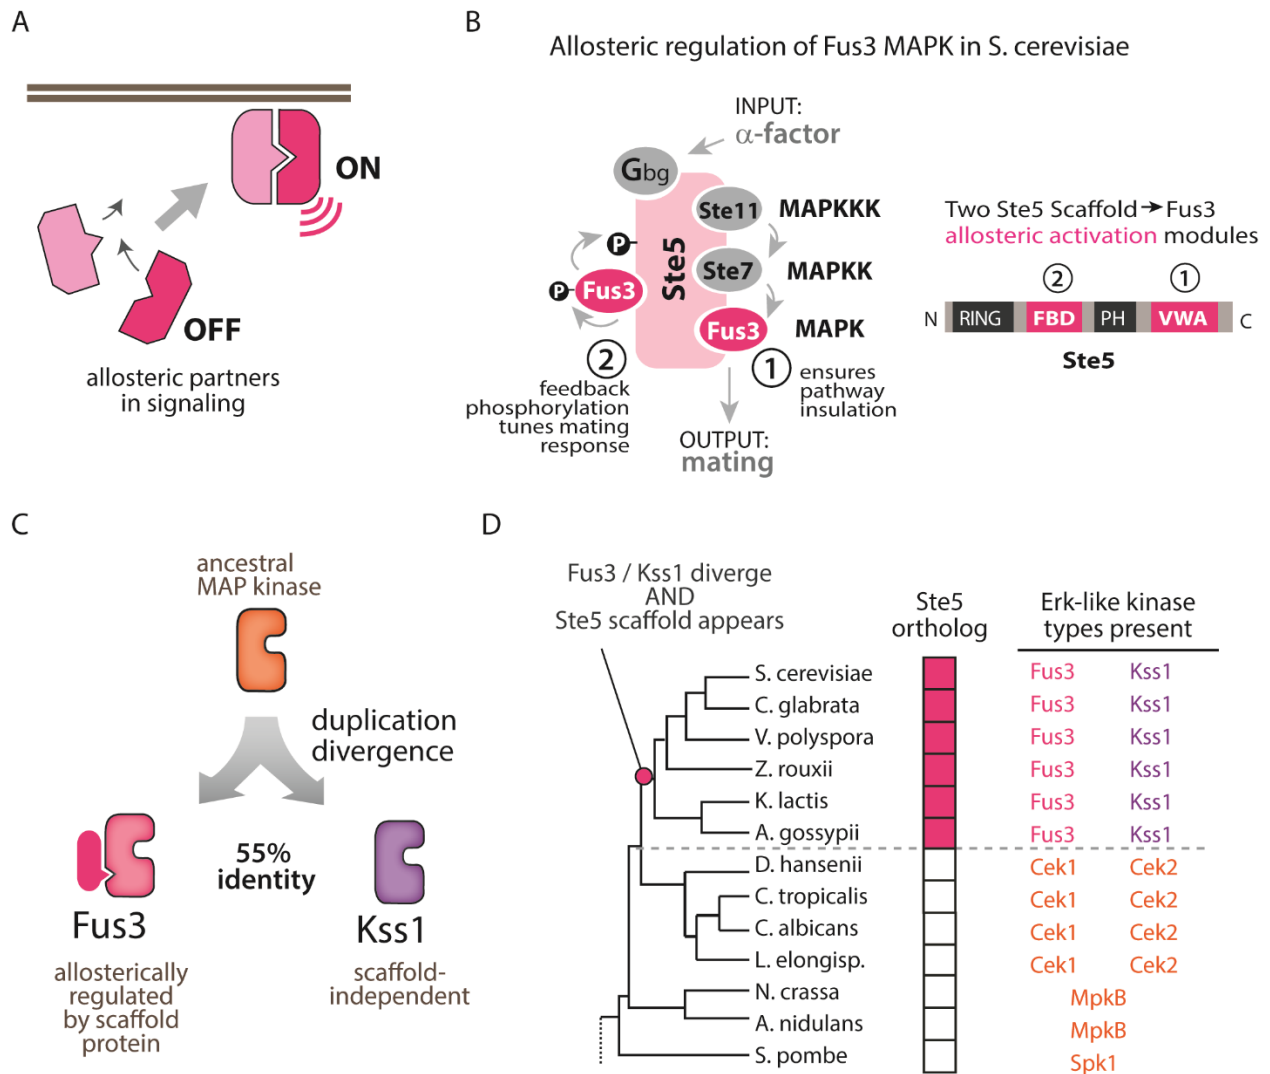 A
ON
OFF
allosteric partners
in signaling
B
Allosteric regulation of Fus3 MAPK in S. cerevisiae
INPUT:
α-factor
Gbg
Ste11
MAPKKK
Ste5
P
Ste7
MAPKK
P
Fus3
Fus3
MAPK
2
feedback
phosphorylation
tunes mating
response
1
ensures
pathway
insulation
OUTPUT:
mating
Two Ste5 Scaffold → Fus3
allosteric activation modules
2
1
N
RING
FBD
PH
VWA
C
Ste5
C
ancestral
MAP kinase
duplication
divergence
55%
identity
Fus3
Kss1
allosterically
regulated
by scaffold
protein
scaffold-
independent
D
Fus3 / Kss1 diverge
AND
Ste5 scaffold appears
Ste5
ortholog
Erk-like kinase
types present
S. cerevisiae Fus3 Kss1
C. glabrata Fus3 Kss1
V. polyspora Fus3 Kss1
Z. rouxii Fus3 Kss1
K. lactis Fus3 Kss1
A. gossypii Fus3 Kss1
D. hansenii Cek1 Cek2
C. tropicalis Cek1 Cek2
C. albicans Cek1 Cek2
L. elongisp. Cek1 Cek2
N. crassa MpkB
A. nidulans MpkB
S. pombe Spk1